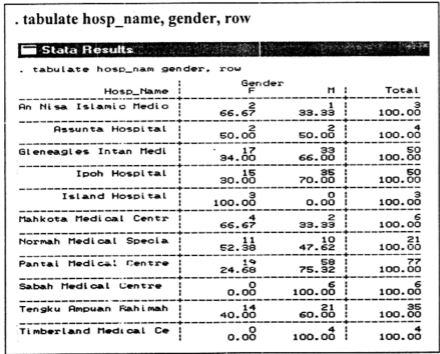 . tabulate hosp_name, gender, row
Stata Results
. tabulate hosp_nam gender, row
Gender
Hosp_Name | F M | Total
An Nisa Islamic Medic | 2 1 | 3
| 66.67 33.33 | 100.00
Assunta Hospital | 2 2 | 4
| 50.00 50.00 | 100.00
Gleneagles Intan Medi | 17 33 | 50
| 34.00 66.00 | 100.00
Ipoh Hospital | 15 35 | 50
| 30.00 70.00 | 100.00
Island Hospital | 3 0 | 3
| 100.00 0.00 | 100.00
Mahkota Medical Centr | 4 2 | 6
| 66.67 33.33 | 100.00
Normah Medical Specia | 11 10 | 21
| 52.38 47.62 | 100.00
Pantai Medical Centre | 19 58 | 77
| 24.68 75.32 | 100.00
Sabah Medical Centre | 0 6 | 6
| 0.00 100.00 | 100.00
Tengku Ampuan Rahimah | 14 21 | 35
| 40.00 60.00 | 100.00
Timberland Medical Ce | 0 4 | 4
| 0.00 100.00 | 100.00